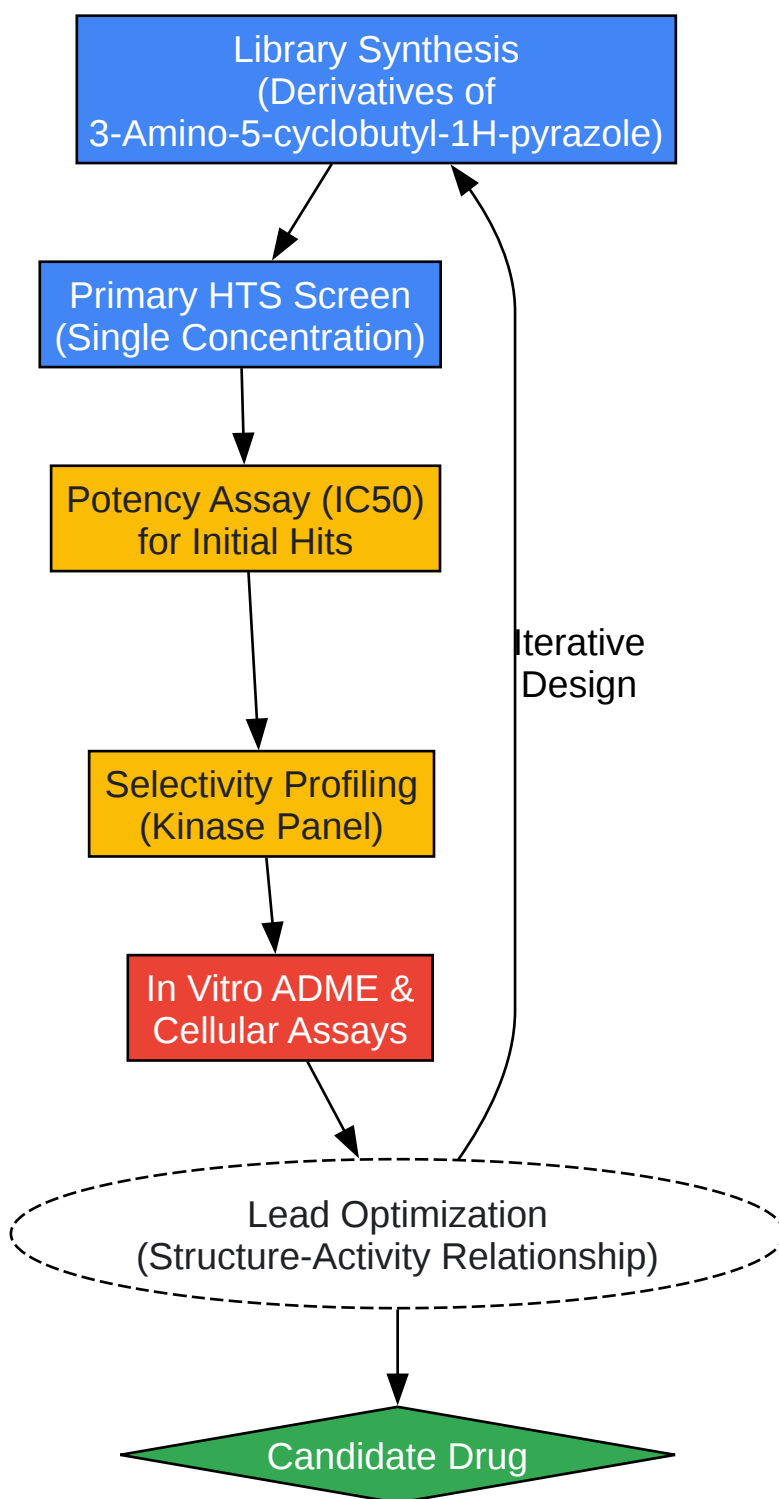 Library Synthesis
(Derivatives of
3-Amino-5-cyclobutyl-1H-pyrazole)
Primary HTS Screen
(Single Concentration)
Potency Assay (IC50)
for Initial Hits
Iterative
Design
Selectivity Profiling
(Kinase Panel)
In Vitro ADME &
Cellular Assays
Lead Optimization
(Structure-Activity Relationship)
Candidate Drug